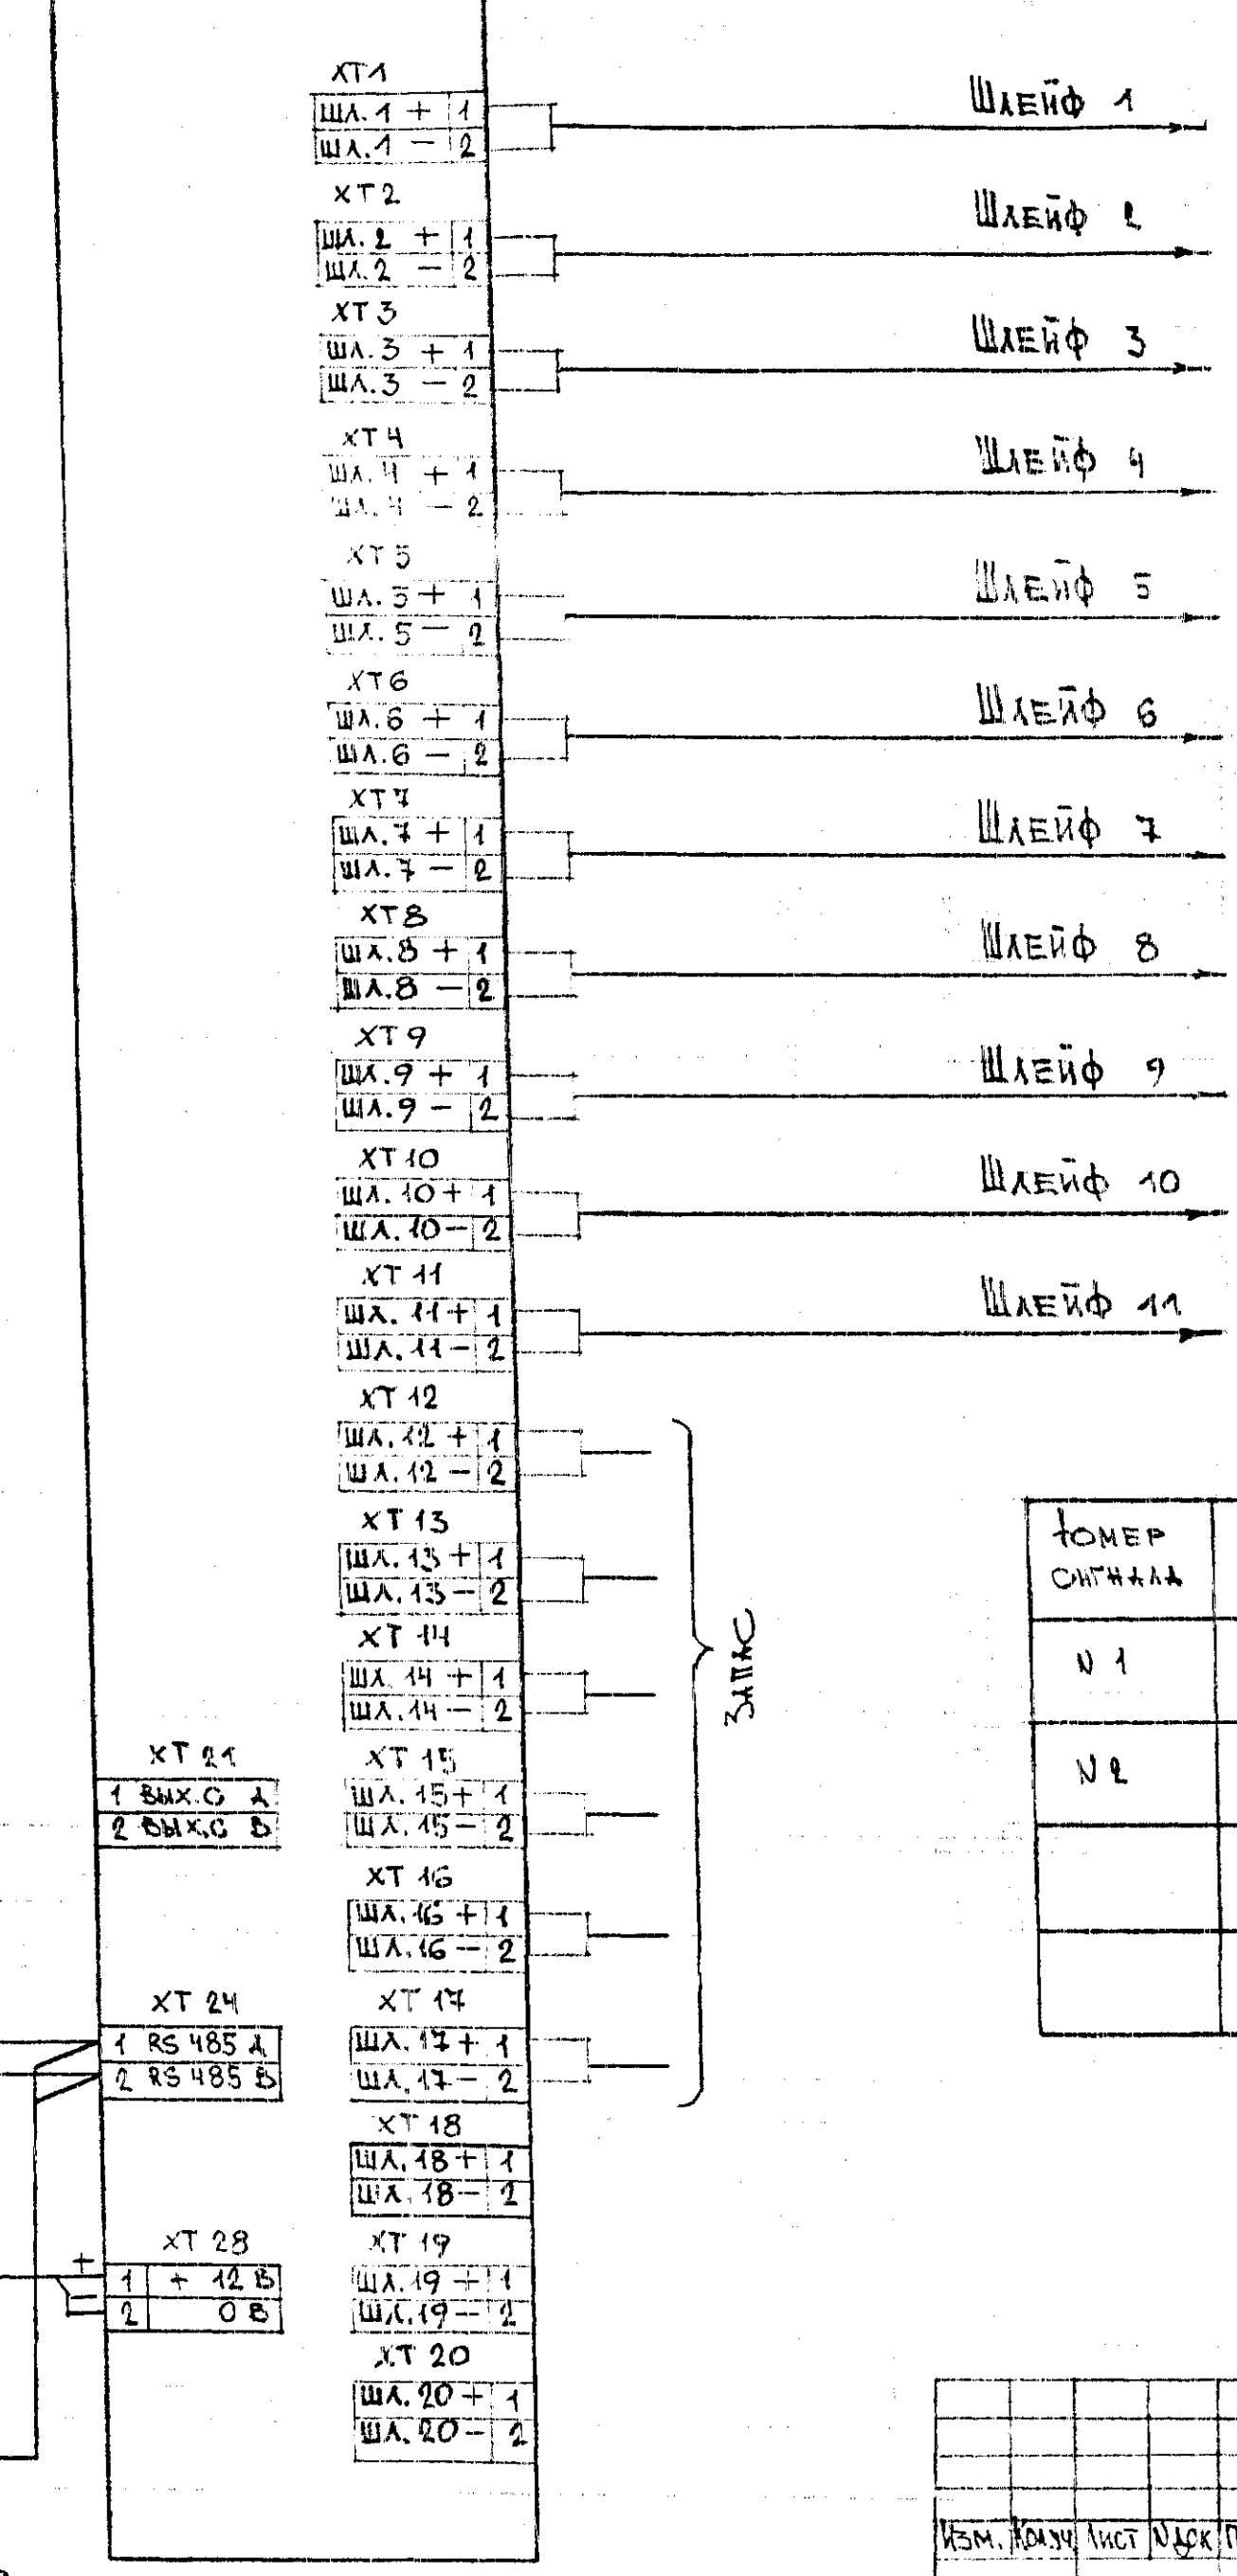 XT1
ШЛ.1 + 1
ШЛ.1 — 2
Шлейф 1
XT2
ШЛ.2 + 1
ШЛ.2 — 2
Шлейф 2
XT3
ШЛ.3 + 1
ШЛ.3 — 2
Шлейф 3
XT4
ШЛ.4 + 1
ШЛ.4 — 2
Шлейф 4
XT5
ШЛ.5 + 1
ШЛ.5 — 2
Шлейф 5
XT6
ШЛ.6 + 1
ШЛ.6 — 2
Шлейф 6
XT7
ШЛ.7 + 1
ШЛ.7 — 2
Шлейф 7
XT8
ШЛ.8 + 1
ШЛ.8 — 2
Шлейф 8
XT9
ШЛ.9 + 1
ШЛ.9 — 2
Шлейф 9
XT10
ШЛ.10 + 1
ШЛ.10 — 2
Шлейф 10
XT11
ШЛ.11 + 1
ШЛ.11 — 2
Шлейф 11
XT12
ШЛ.12 + 1
ШЛ.12 — 2
XT13
ШЛ.13 + 1
ШЛ.13 — 2
XT14
ШЛ.14 + 1
ШЛ.14 — 2
XT15
ШЛ.15 + 1
ШЛ.15 — 2
XT16
ШЛ.16 + 1
ШЛ.16 — 2
XT17
ШЛ.17 + 1
ШЛ.17 — 2
ЗАПАС
XT18
ШЛ.18 + 1
ШЛ.18 — 2
XT19
ШЛ.19 + 1
ШЛ.19 — 2
XT20
ШЛ.20 + 1
ШЛ.20 — 2
XT21
1 ВЫХ.С А
2 ВЫХ.С В
XT24
1 RS 485 А
2 RS 485 В
XT28
+
1 + 12 В
—
2 0 В
НОМЕР
СИГНАЛА
N 1
N 2
Изм. Кол.уч Лист Nдок